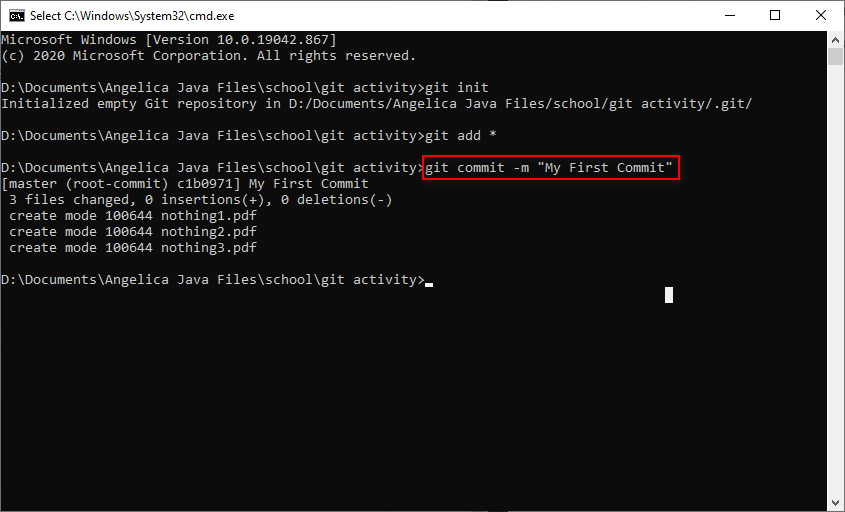 Select C:\Windows\System32\cmd.exe
Microsoft Windows [Version 10.0.19042.867]
(c) 2020 Microsoft Corporation. All rights reserved.
D:\Documents\Angelica Java Files\school\git activity>git init
Initialized empty Git repository in D:/Documents/Angelica Java Files/school/git activity/.git/
D:\Documents\Angelica Java Files\school\git activity>git add *
D:\Documents\Angelica Java Files\school\git activity>git commit -m "My First Commit"
[master (root-commit) c1b0971] My First Commit
 3 files changed, 0 insertions(+), 0 deletions(-)
 create mode 100644 nothing1.pdf
 create mode 100644 nothing2.pdf
 create mode 100644 nothing3.pdf
D:\Documents\Angelica Java Files\school\git activity>